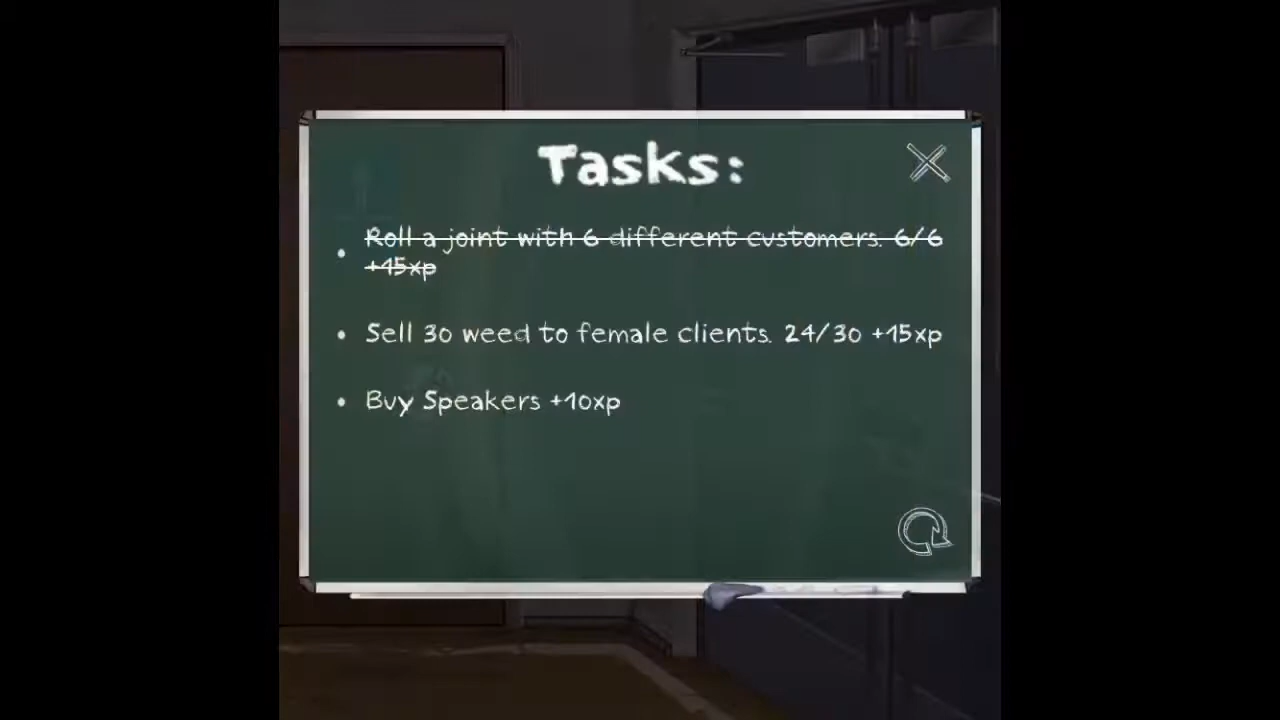 Tasks:
Roll a joint with 6 different customers. 6/6
+15xp
Sell 30 weed to female clients. 24/30 +15xp
Buy Speakers +10xp